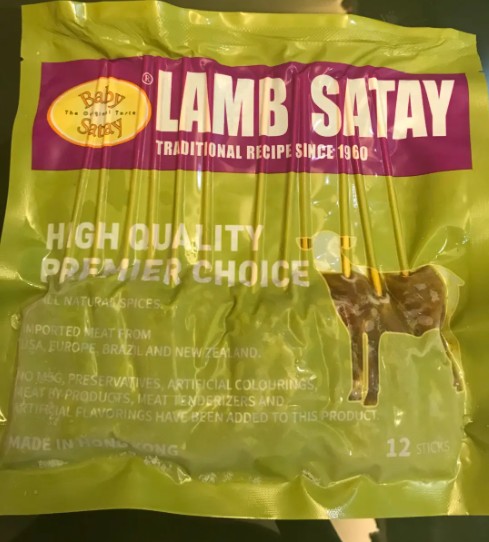 Baby
The Original Taste
Satay
®
LAMB SATAY
TRADITIONAL RECIPE SINCE 1960
HIGH QUALITY
PREMIER CHOICE
ALL NATURAL SPICES.
IMPORTED MEAT FROM
USA, EUROPE, BRAZIL AND NEW ZEALAND.
NO MSG, PRESERVATIVES, ARTIFICIAL COLOURINGS,
MEAT BY PRODUCTS, MEAT TENDERIZERS AND
ARTIFICIAL FLAVORINGS HAVE BEEN ADDED TO THIS PRODUCT
MADE IN HONG KONG
12 STICKS